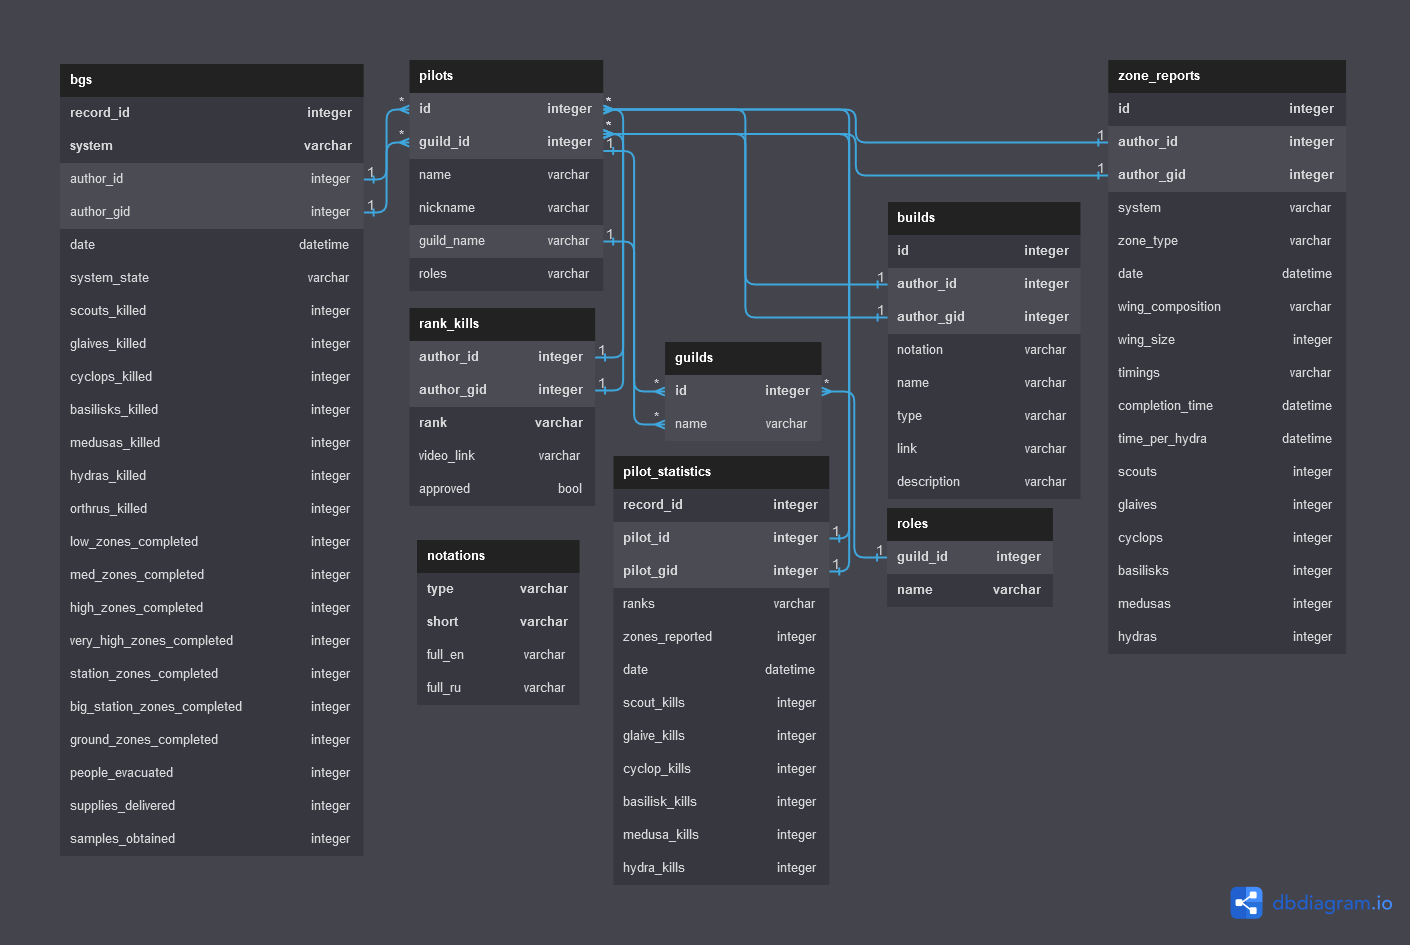 bgs
record_id integer
system varchar
author_id integer
author_gid integer
date datetime
system_state varchar
scouts_killed integer
glaives_killed integer
cyclops_killed integer
basilisks_killed integer
medusas_killed integer
hydras_killed integer
orthrus_killed integer
low_zones_completed integer
med_zones_completed integer
high_zones_completed integer
very_high_zones_completed integer
station_zones_completed integer
big_station_zones_completed integer
ground_zones_completed integer
people_evacuated integer
supplies_delivered integer
samples_obtained integer
1
1
*
*
pilots
id integer
guild_id integer
name varchar
nickname varchar
guild_name varchar
roles varchar
*
*
1
1
rank_kills
author_id integer
author_gid integer
rank varchar
video_link varchar
approved bool
1
1
notations
type varchar
short varchar
full_en varchar
full_ru varchar
guilds
id integer
name varchar
*
*
*
pilot_statistics
record_id integer
pilot_id integer
pilot_gid integer
ranks varchar
zones_reported integer
date datetime
scout_kills integer
glaive_kills integer
cyclop_kills integer
basilisk_kills integer
medusa_kills integer
hydra_kills integer
1
1
builds
id integer
author_id integer
author_gid integer
notation varchar
name varchar
type varchar
link varchar
description varchar
1
1
roles
guild_id integer
name varchar
1
zone_reports
id integer
author_id integer
author_gid integer
system varchar
zone_type varchar
date datetime
wing_composition varchar
wing_size integer
timings varchar
completion_time datetime
time_per_hydra datetime
scouts integer
glaives integer
cyclops integer
basilisks integer
medusas integer
hydras integer
1
1
dbdiagram.io